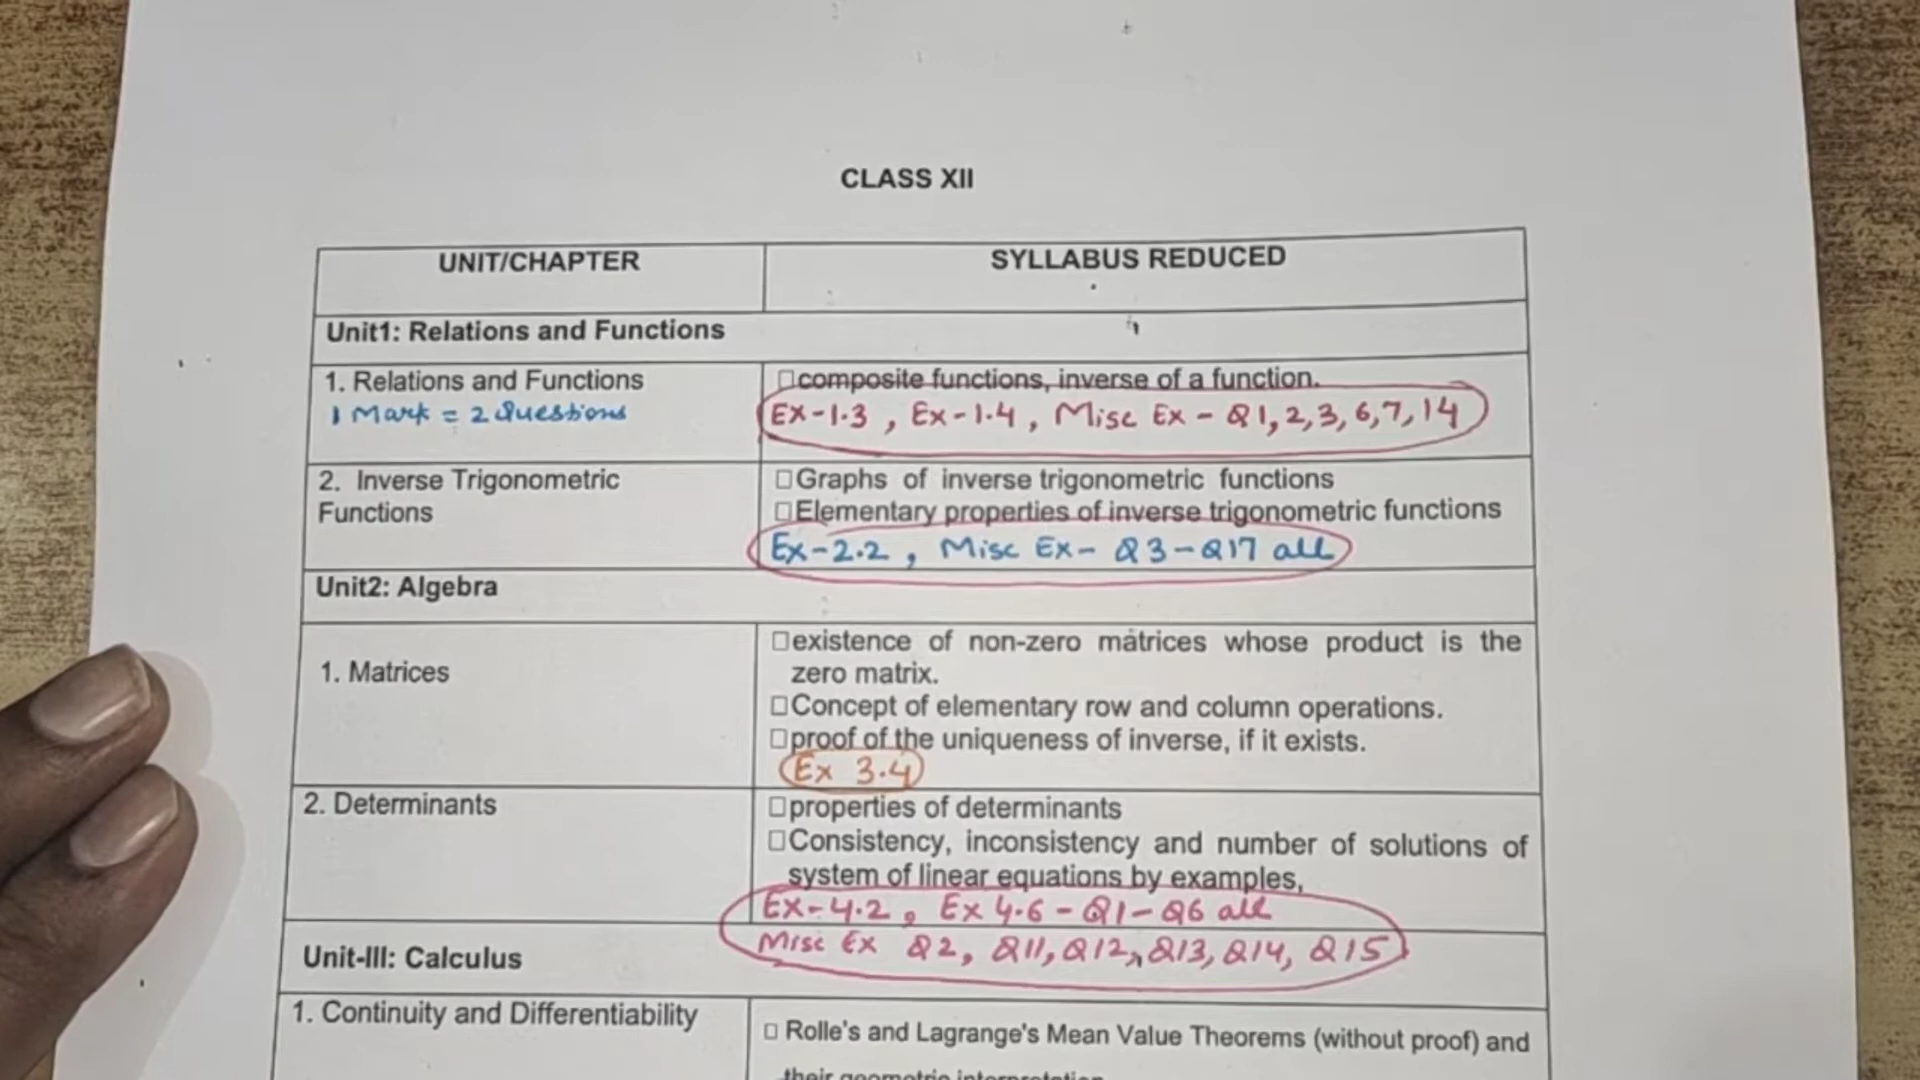 CLASS XII
UNIT/CHAPTER
SYLLABUS REDUCED
Unit1: Relations and Functions
1. Relations and Functions
1 Mark = 2 Questions
□composite functions, inverse of a function.
Ex-1.3, Ex-1.4, Misc Ex - Q1,2,3,6,7,14
2. Inverse Trigonometric
Functions
□Graphs of inverse trigonometric functions
□Elementary properties of inverse trigonometric functions
Ex-2.2, Misc Ex- Q3-Q17 all
Unit2: Algebra
1. Matrices
□existence of non-zero matrices whose product is the
zero matrix.
□Concept of elementary row and column operations.
□proof of the uniqueness of inverse, if it exists.
Ex 3.4
2. Determinants
□properties of determinants
□Consistency, inconsistency and number of solutions of
system of linear equations by examples,
Ex-4.2, Ex 4.6-Q1-Q6 all
Misc Ex Q2, Q11, Q12, Q13, Q14, Q15
Unit-III: Calculus
1. Continuity and Differentiability
□ Rolle's and Lagrange's Mean Value Theorems (without proof) and
their geometric interpretation